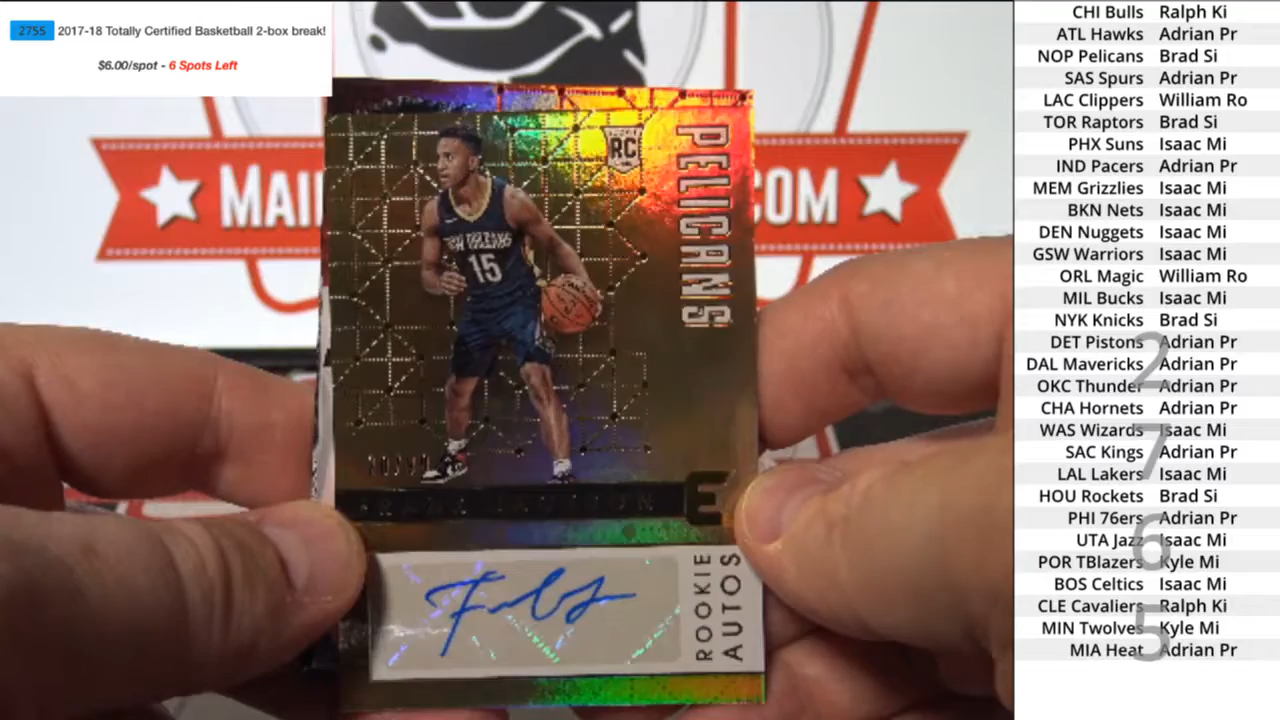 2755 2017-18 Totally Certified Basketball 2-box break!
$6.00/spot - 6 Spots Left
MAI
COM
PELICANS
RC
NEW ORLEANS
15
E
ROOKIE
AUTOS
CHI Bulls Ralph Ki
ATL Hawks Adrian Pr
NOP Pelicans Brad Si
SAS Spurs Adrian Pr
LAC Clippers William Ro
TOR Raptors Brad Si
PHX Suns Isaac Mi
IND Pacers Adrian Pr
MEM Grizzlies Isaac Mi
BKN Nets Isaac Mi
DEN Nuggets Isaac Mi
GSW Warriors Isaac Mi
ORL Magic William Ro
MIL Bucks Isaac Mi
NYK Knicks Brad Si
DET Pistons Adrian Pr
DAL Mavericks Adrian Pr
OKC Thunder Adrian Pr
CHA Hornets Adrian Pr
WAS Wizards Isaac Mi
SAC Kings Adrian Pr
LAL Lakers Isaac Mi
HOU Rockets Brad Si
PHI 76ers Adrian Pr
UTA Jazz Isaac Mi
POR TBlazers Kyle Mi
BOS Celtics Isaac Mi
CLE Cavaliers Ralph Ki
MIN Twolves Kyle Mi
MIA Heat Adrian Pr
2
7
6
5